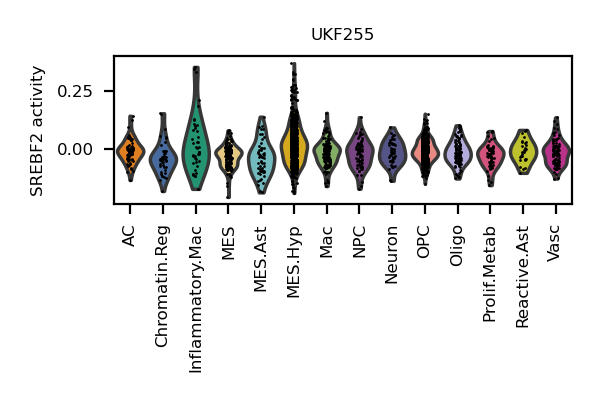 UKF255
SREBF2 activity
0.25
0.00
AC
Chromatin.Reg
Inflammatory.Mac
MES
MES.Ast
MES.Hyp
Mac
NPC
Neuron
OPC
Oligo
Prolif.Metab
Reactive.Ast
Vasc